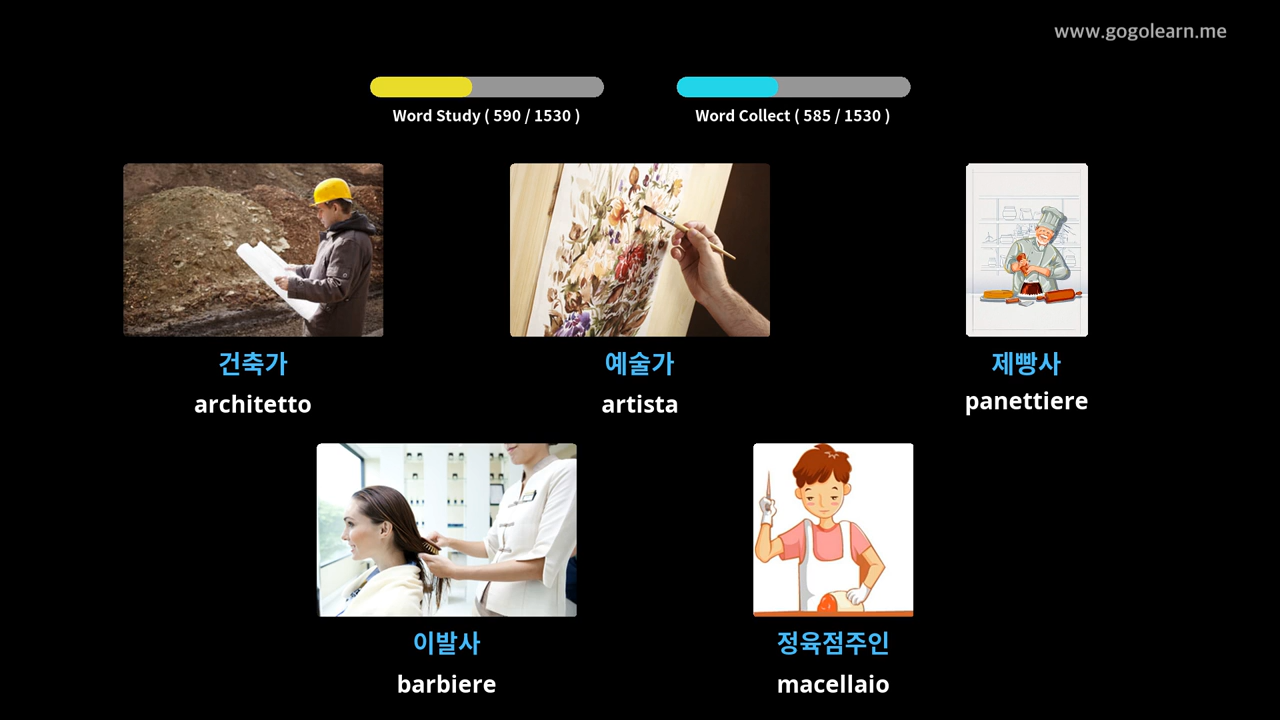 www.gogolearn.me
Word Study ( 590 / 1530 )
Word Collect ( 585 / 1530 )
건축가
architetto
예술가
artista
제빵사
panettiere
이발사
barbiere
정육점주인
macellaio